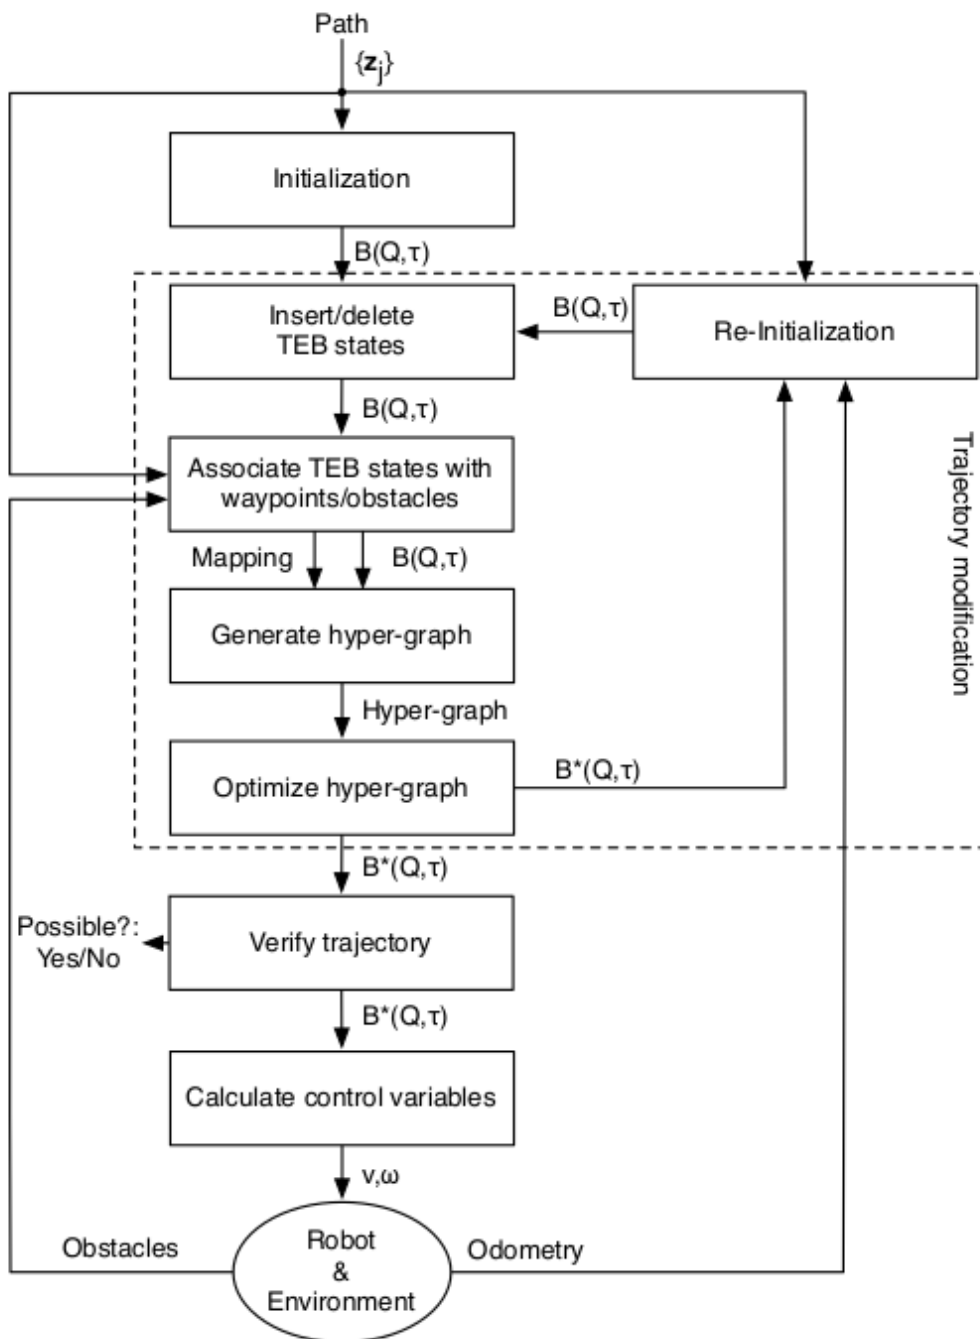 Path
{z_j}
Initialization
B(Q,τ)
Insert/delete
TEB states
B(Q,τ)
Re-Initialization
B(Q,τ)
Associate TEB states with
waypoints/obstacles
Mapping
B(Q,τ)
Generate hyper-graph
Hyper-graph
Optimize hyper-graph
B*(Q,τ)
Trajectory modification
B*(Q,τ)
Possible?:
Yes/No
Verify trajectory
B*(Q,τ)
Calculate control variables
v,ω
Obstacles
Robot
&
Environment
Odometry